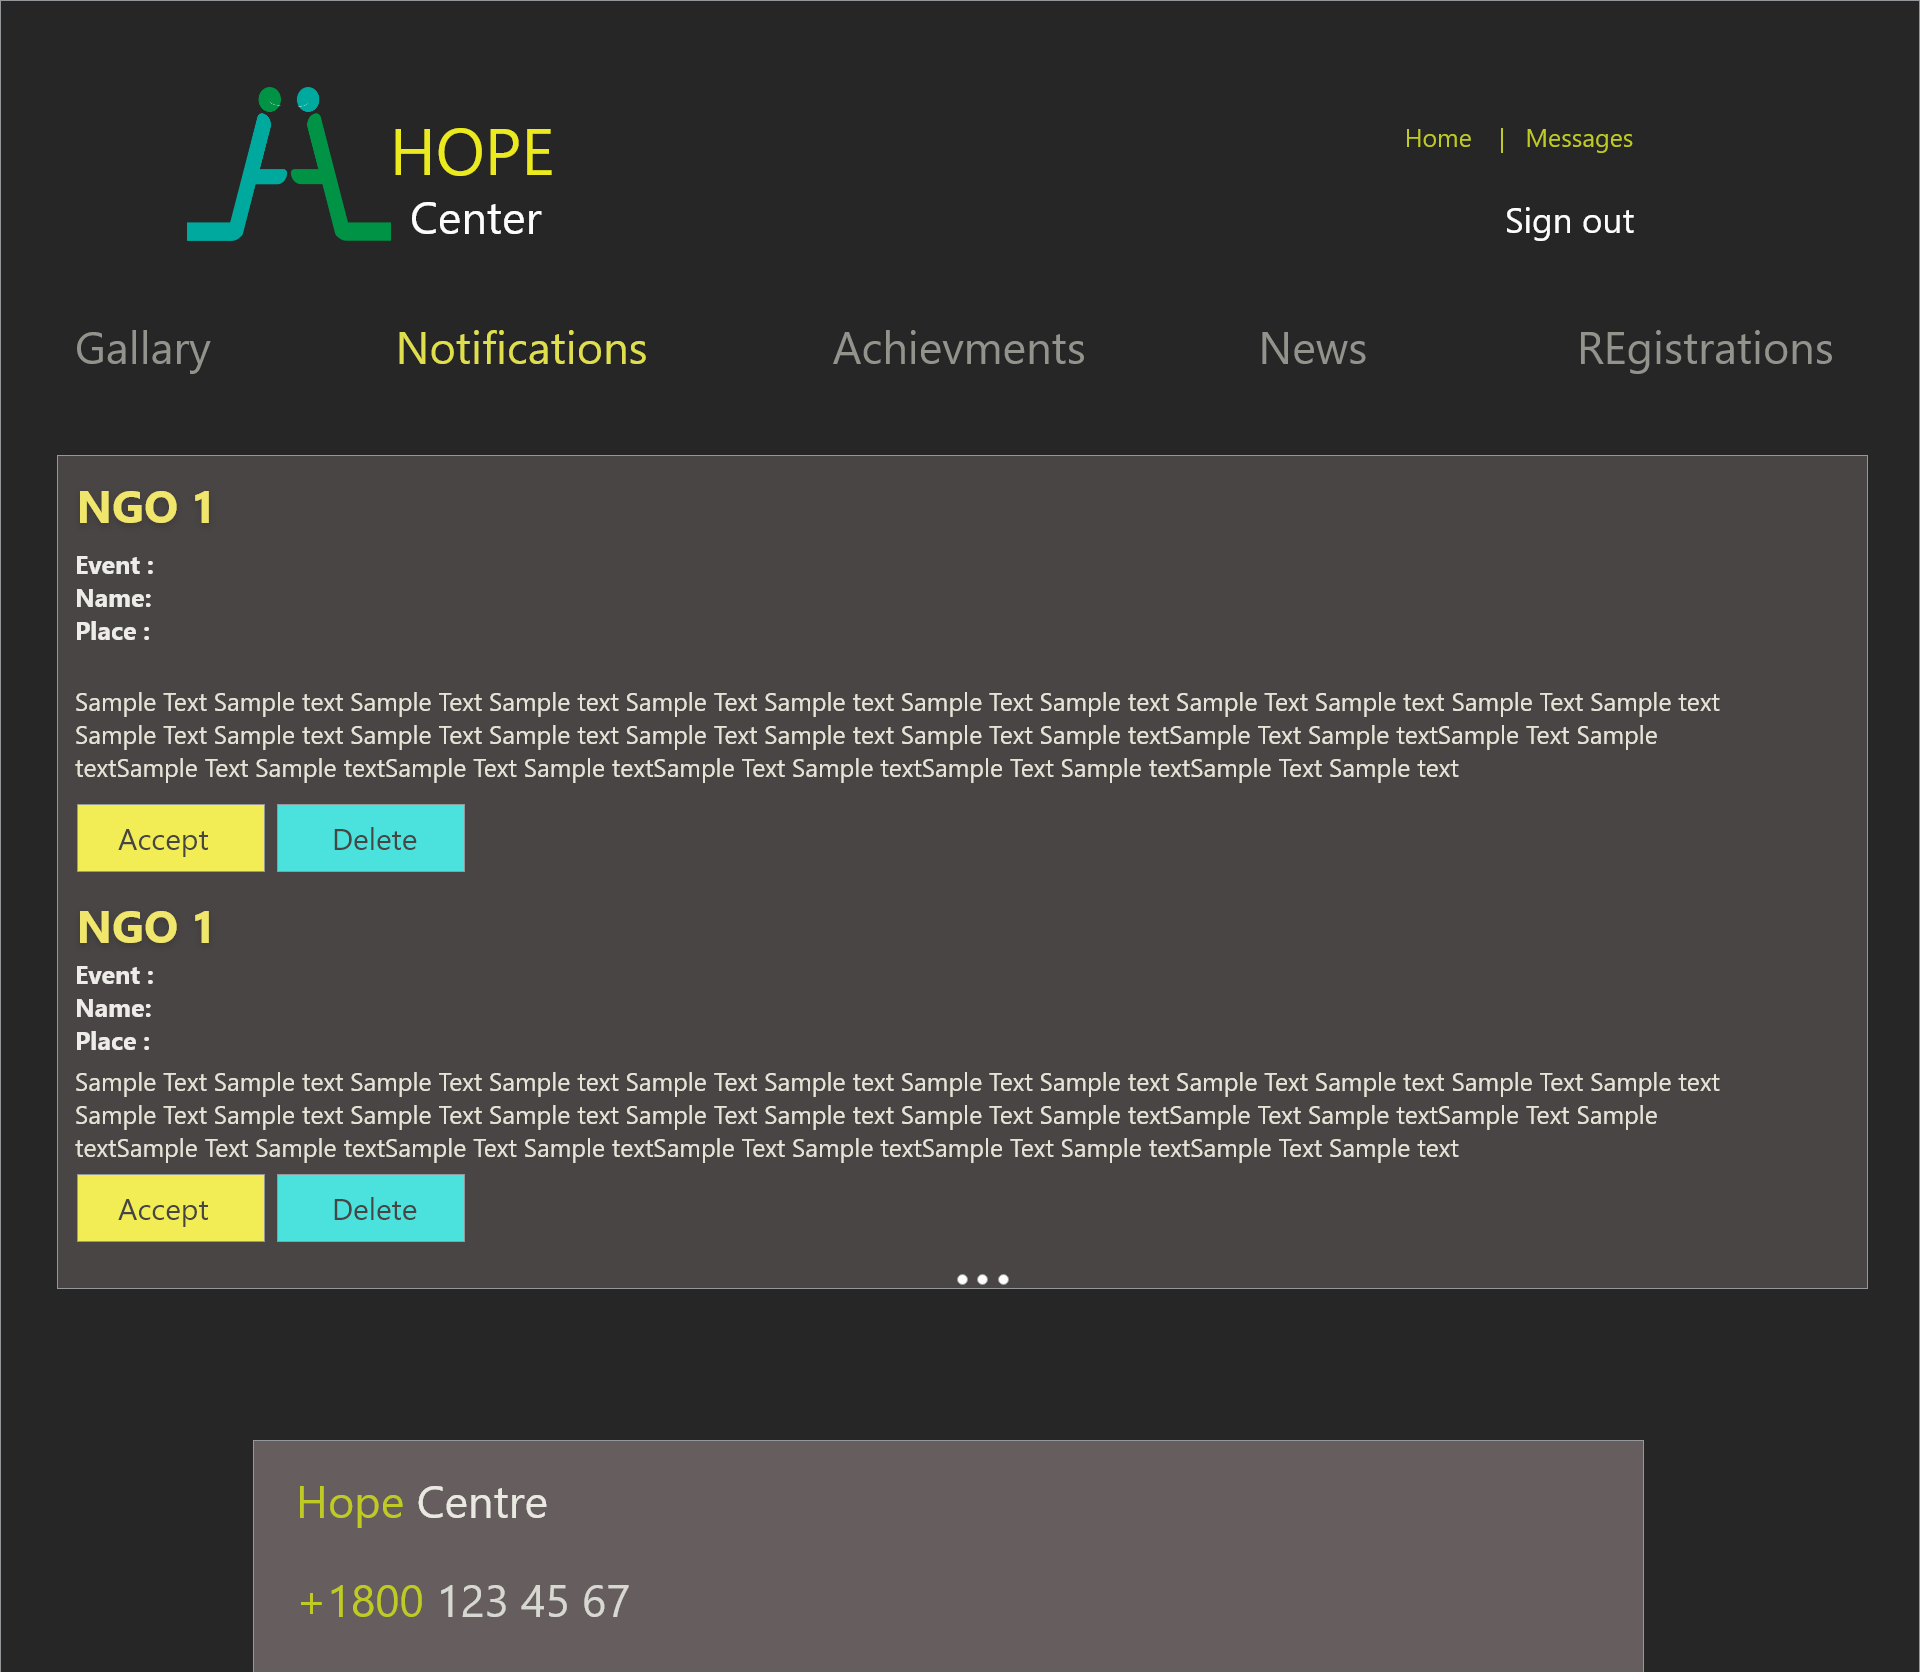 HOPE
Center
Home | Messages
Sign out
Gallary Notifications Achievments News REgistrations
NGO 1
Event :
Name:
Place :
Sample Text Sample text Sample Text Sample text Sample Text Sample text Sample Text Sample text Sample Text Sample text Sample Text Sample text
Sample Text Sample text Sample Text Sample text Sample Text Sample text Sample Text Sample textSample Text Sample textSample Text Sample
textSample Text Sample textSample Text Sample textSample Text Sample textSample Text Sample textSample Text Sample text
Accept Delete
NGO 1
Event :
Name:
Place :
Sample Text Sample text Sample Text Sample text Sample Text Sample text Sample Text Sample text Sample Text Sample text Sample Text Sample text
Sample Text Sample text Sample Text Sample text Sample Text Sample text Sample Text Sample textSample Text Sample textSample Text Sample
textSample Text Sample textSample Text Sample textSample Text Sample textSample Text Sample textSample Text Sample text
Accept Delete
Hope Centre
+1800 123 45 67